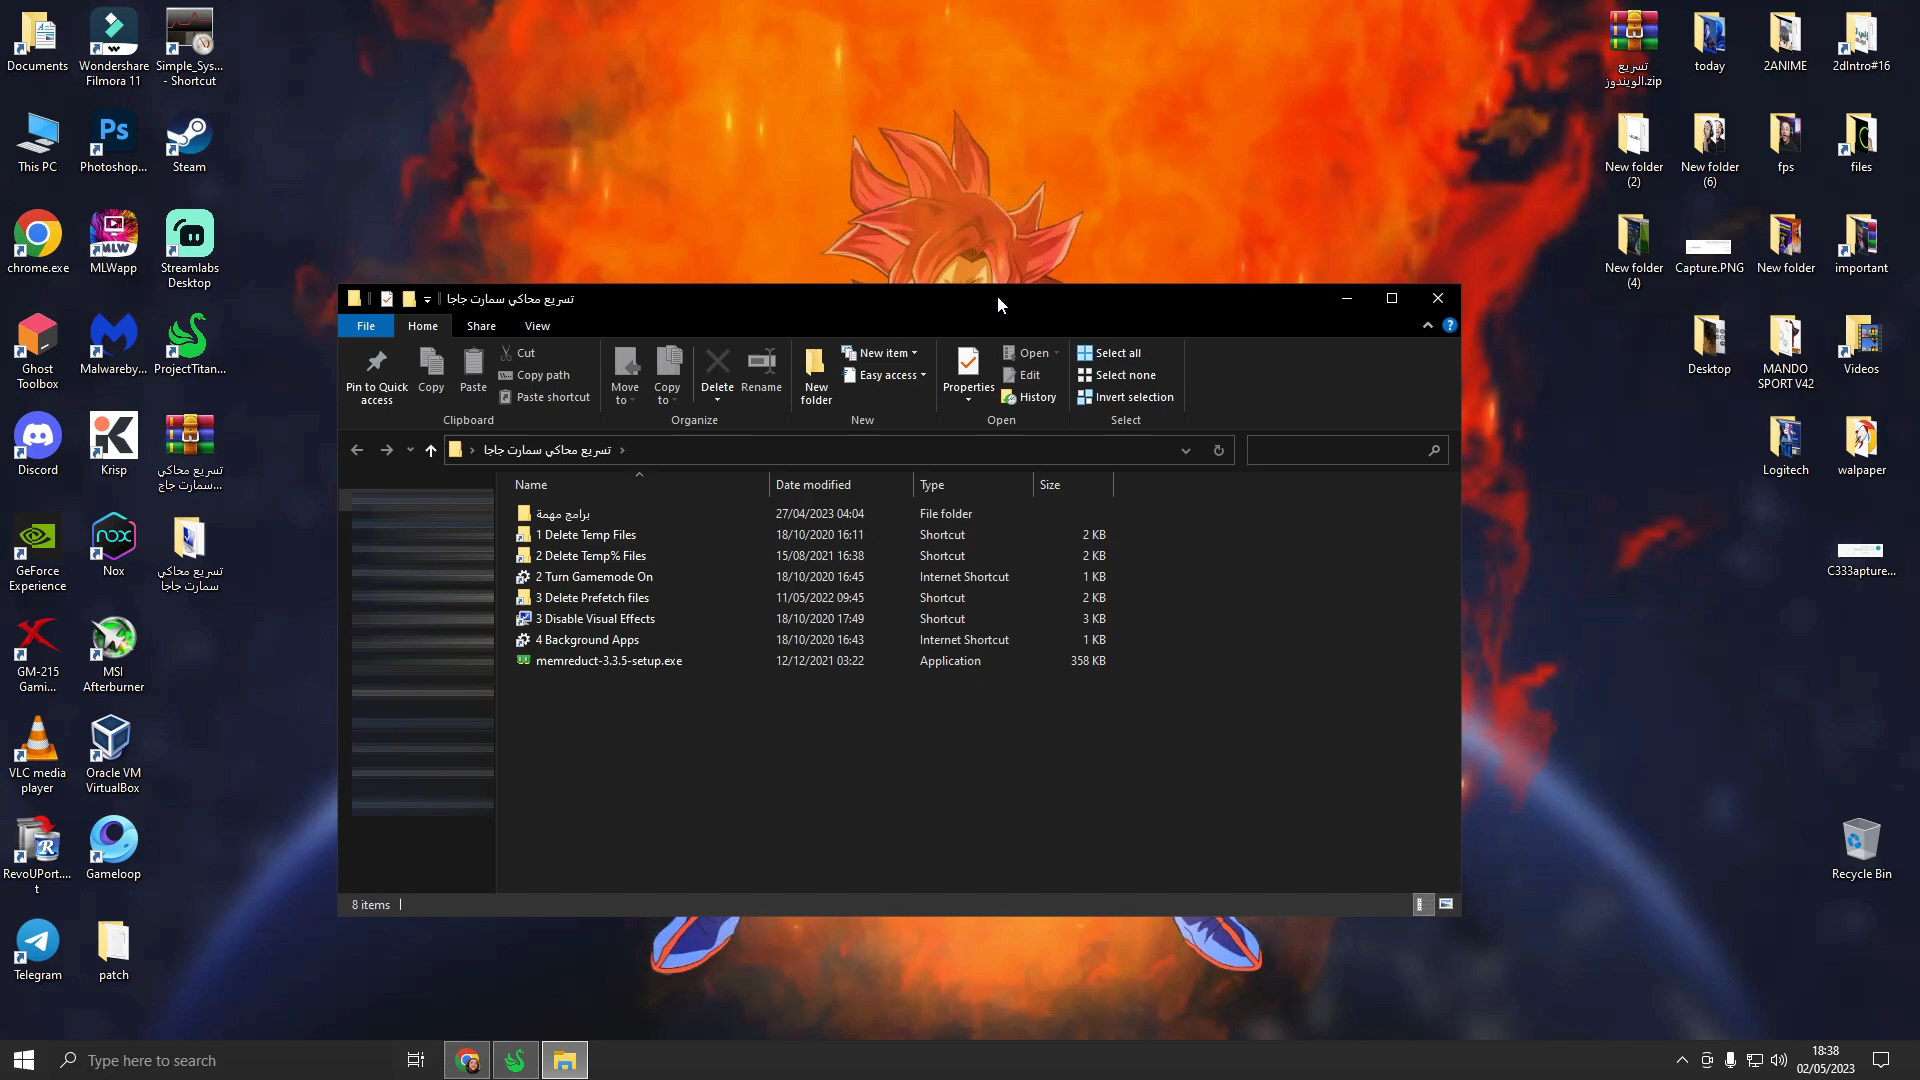 Documents
Wondershare
Filmora 11
Simple_Sys...
- Shortcut
This PC
Photoshop...
Steam
chrome.exe
MLWapp
Streamlabs
Desktop
Ghost
Toolbox
Malwareby...
ProjectTitan...
Discord
Krisp
تسريع محاكي
سمارت جاج...
GeForce
Experience
Nox
تسريع محاكي
سمارت جاجا
GM-215
Gami...
MSI
Afterburner
VLC media
player
Oracle VM
VirtualBox
RevoUPort....
t
Gameloop
Telegram
patch
تسريع محاكي سمارت جاجا
File
Home
Share
View
Pin to Quick
access
Copy
Paste
Cut
Copy path
Paste shortcut
Clipboard
Move
to
Copy
to
Delete
Rename
Organize
New
folder
New item
Easy access
New
Properties
Open
Edit
History
Open
Select all
Select none
Invert selection
Select
تسريع محاكي سمارت جاجا
Name Date modified Type Size
برامج مهمة 27/04/2023 04:04 File folder
1 Delete Temp Files 18/10/2020 16:11 Shortcut 2 KB
2 Delete Temp% Files 15/08/2021 16:38 Shortcut 2 KB
2 Turn Gamemode On 18/10/2020 16:45 Internet Shortcut 1 KB
3 Delete Prefetch files 11/05/2022 09:45 Shortcut 2 KB
3 Disable Visual Effects 18/10/2020 17:49 Shortcut 3 KB
4 Background Apps 18/10/2020 16:43 Internet Shortcut 1 KB
memreduct-3.3.5-setup.exe 12/12/2021 03:22 Application 358 KB
8 items
تسريع
الويندوز.zip
today
2ANIME
2dIntro#16
New folder
(2)
New folder
(6)
fps
files
New folder
(4)
Capture.PNG
New folder
important
Desktop
MANDO
SPORT V42
Videos
Logitech
walpaper
C333apture...
Recycle Bin
Type here to search
18:38
02/05/2023